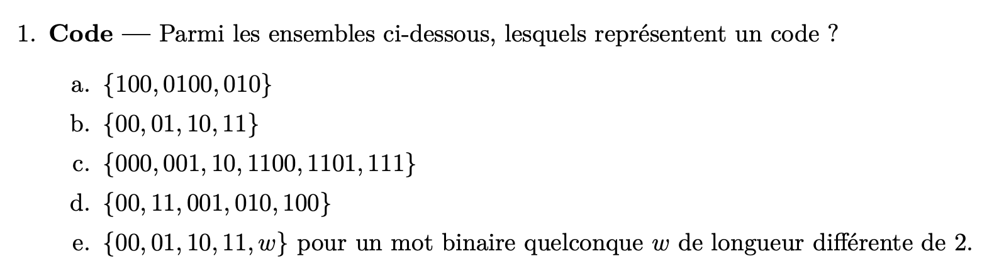 1. Code — Parmi les ensembles ci-dessous, lesquels représentent un code ?
a. {100, 0100, 010}
b. {00, 01, 10, 11}
c. {000, 001, 10, 1100, 1101, 111}
d. {00, 11, 001, 010, 100}
e. {00, 01, 10, 11, w} pour un mot binaire quelconque w de longueur différente de 2.